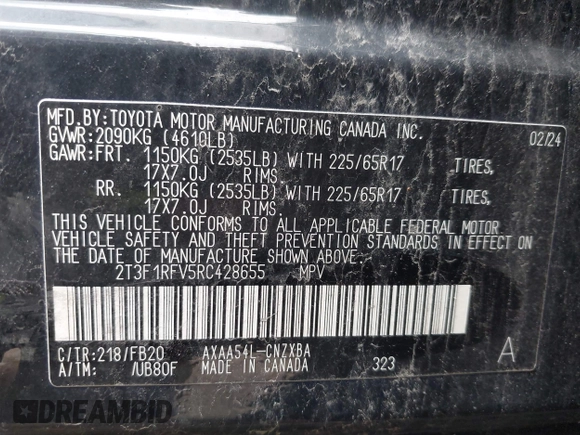 MFD.BY:TOYOTA MOTOR MANUFACTURING CANADA INC.
GVWR:2090KG (4610LB) 02/24
GAWR:FRT. 1150KG (2535LB) WITH 225/65R17 TIRES,
17X7.0J RIMS.
RR. 1150KG (2535LB) WITH 225/65R17 TIRES,
17X7.0J RIMS.
THIS VEHICLE CONFORMS TO ALL APPLICABLE FEDERAL MOTOR
VEHICLE SAFETY AND THEFT PREVENTION STANDARDS IN EFFECT ON
THE DATE OF MANUFACTURE SHOWN ABOVE.
2T3F1RFV5RC428655 MPV
C/TR:218/FB20 AXAA54L-CNZXBA
A/TM: /UB80F MADE IN CANADA 323 A
DREAMBID